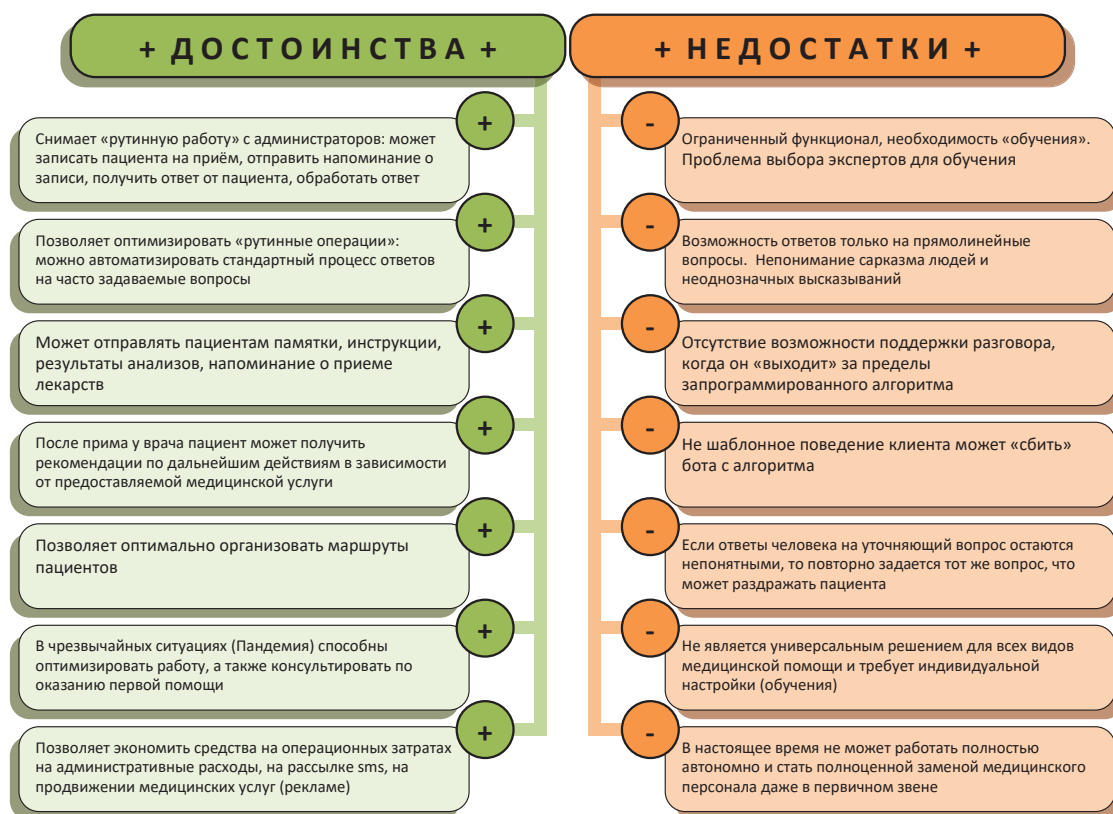 + ДОСТОИНСТВА +
+
Снимает «рутинную работу» с администраторов: может
записать пациента на приём, отправить напоминание о
записи, получить ответ от пациента, обработать ответ
+
Позволяет оптимизировать «рутинные операции»:
можно автоматизировать стандартный процесс ответов
на часто задаваемые вопросы
+
Может отправлять пациентам памятки, инструкции,
результаты анализов, напоминание о приеме
лекарств
+
После прима у врача пациент может получить
рекомендации по дальнейшим действиям в зависимости
от предоставляемой медицинской услуги
+
Позволяет оптимально организовать маршруты
пациентов
+
В чрезвычайных ситуациях (Пандемия) способны
оптимизировать работу, а также консультировать по
оказанию первой помощи
+
Позволяет экономить средства на операционных затратах
на административные расходы, на рассылке sms, на
продвижении медицинских услуг (рекламе)
+ НЕДОСТАТКИ +
-
Ограниченный функционал, необходимость «обучения».
Проблема выбора экспертов для обучения
-
Возможность ответов только на прямолинейные
вопросы. Непонимание сарказма людей и
неоднозначных высказываний
-
Отсутствие возможности поддержки разговора,
когда он «выходит» за пределы
запрограммированного алгоритма
-
Не шаблонное поведение клиента может «сбить»
бота с алгоритма
-
Если ответы человека на уточняющий вопрос остаются
непонятными, то повторно задается тот же вопрос, что
может раздражать пациента
-
Не является универсальным решением для всех видов
медицинской помощи и требует индивидуальной
настройки (обучения)
-
В настоящее время не может работать полностью
автономно и стать полноценной заменой медицинского
персонала даже в первичном звене